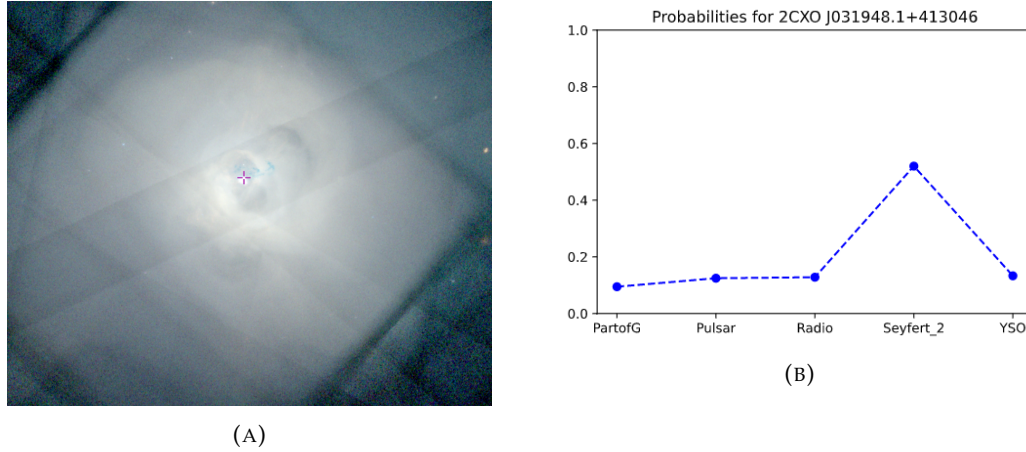 Probabilities for 2CXO J031948.1+413046
1.0
0.8
0.6
0.4
0.2
0.0
PartofG
Pulsar
Radio
Seyfert_2
YSO
(A)
(B)